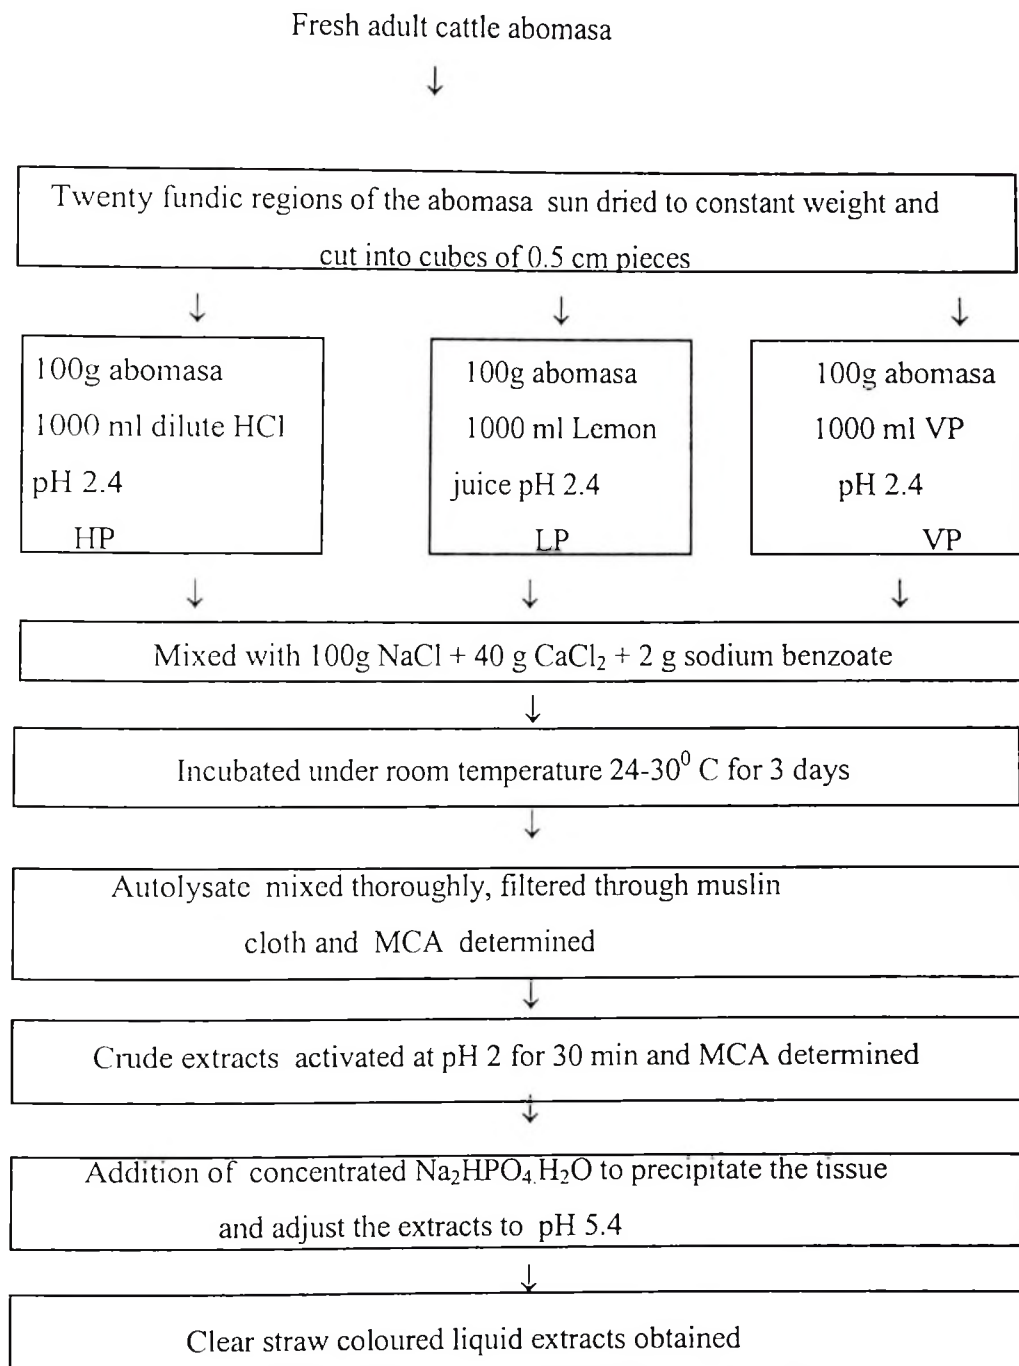 Fresh adult cattle abomasa
↓
Twenty fundic regions of the abomasa sun dried to constant weight and
cut into cubes of 0.5 cm pieces
↓ ↓ ↓
100g abomasa
1000 ml dilute HCl
pH 2.4
HP
100g abomasa
1000 ml Lemon
juice pH 2.4
LP
100g abomasa
1000 ml VP
pH 2.4
VP
↓ ↓ ↓
Mixed with 100g NaCl + 40 g CaCl₂ + 2 g sodium benzoate
↓
Incubated under room temperature 24-30⁰ C for 3 days
↓
Autolysate mixed thoroughly, filtered through muslin
cloth and MCA determined
↓
Crude extracts activated at pH 2 for 30 min and MCA determined
↓
Addition of concentrated Na₂HPO₄.H₂O to precipitate the tissue
and adjust the extracts to pH 5.4
↓
Clear straw coloured liquid extracts obtained